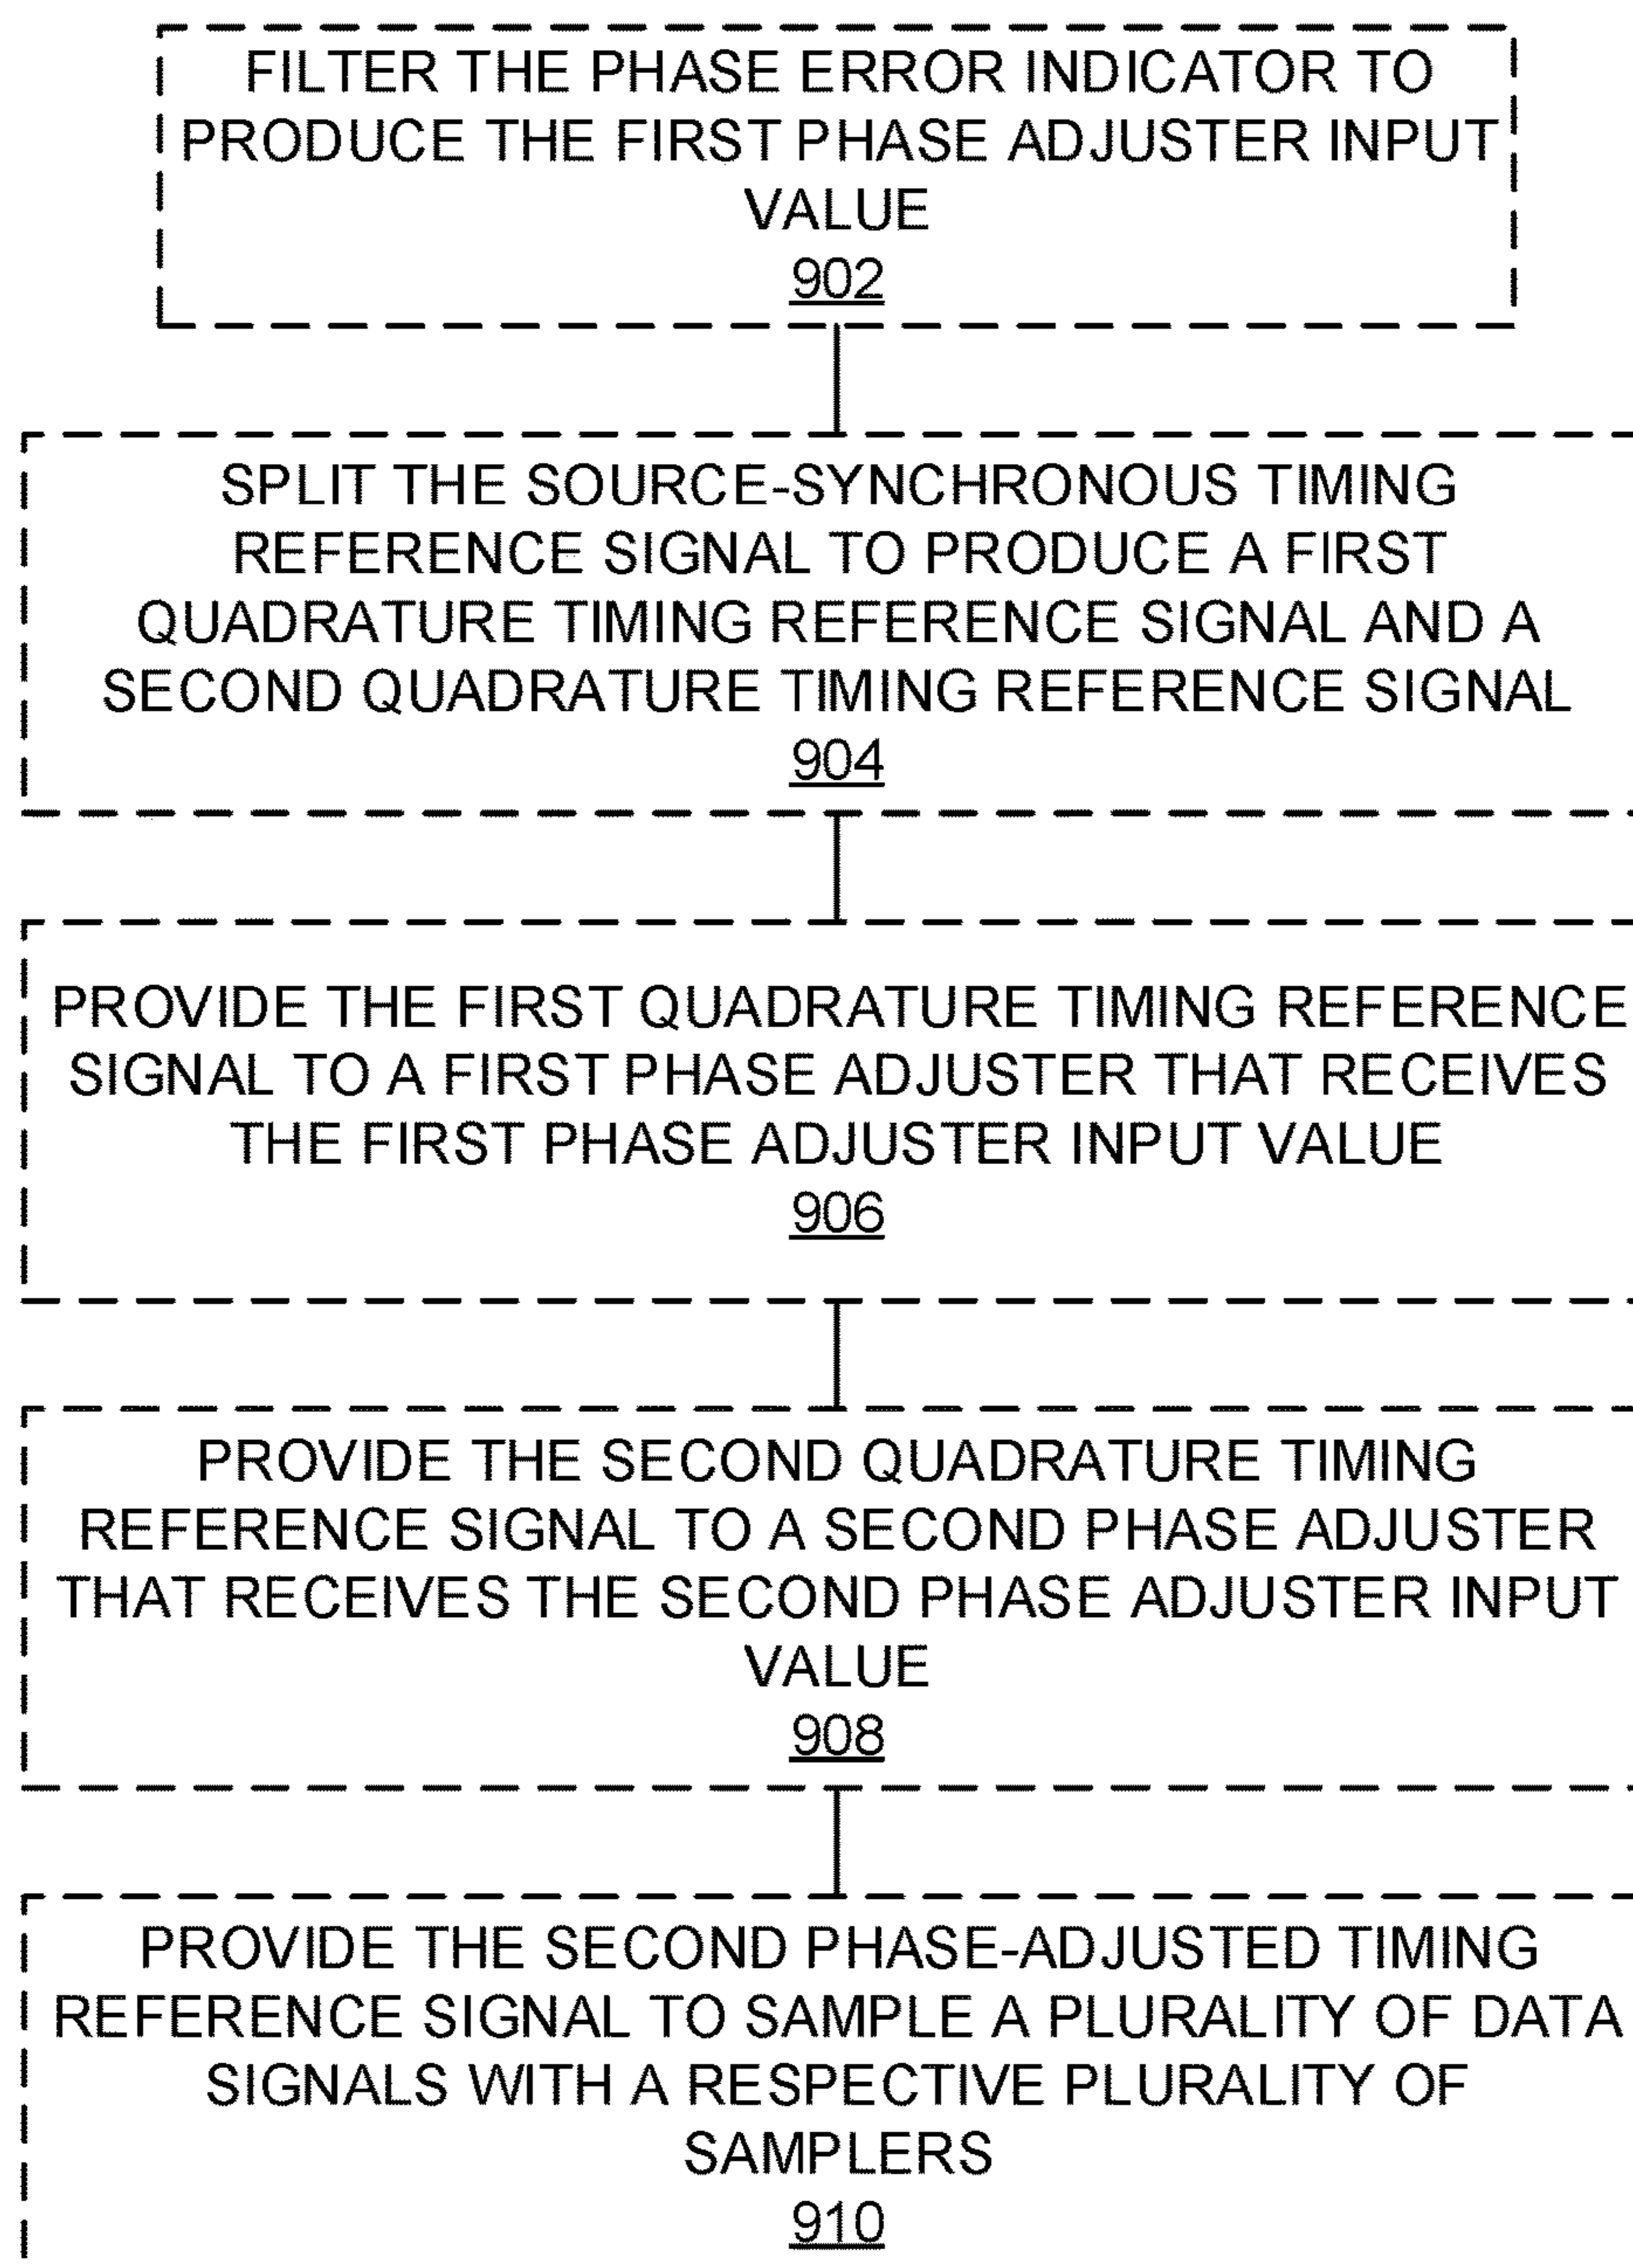 FILTER THE PHASE ERROR INDICATOR TO
PRODUCE THE FIRST PHASE ADJUSTER INPUT
VALUE
902
SPLIT THE SOURCE-SYNCHRONOUS TIMING
REFERENCE SIGNAL TO PRODUCE A FIRST
QUADRATURE TIMING REFERENCE SIGNAL AND A
SECOND QUADRATURE TIMING REFERENCE SIGNAL
904
PROVIDE THE FIRST QUADRATURE TIMING REFERENCE
SIGNAL TO A FIRST PHASE ADJUSTER THAT RECEIVES
THE FIRST PHASE ADJUSTER INPUT VALUE
906
PROVIDE THE SECOND QUADRATURE TIMING
REFERENCE SIGNAL TO A SECOND PHASE ADJUSTER
THAT RECEIVES THE SECOND PHASE ADJUSTER INPUT
VALUE
908
PROVIDE THE SECOND PHASE-ADJUSTED TIMING
REFERENCE SIGNAL TO SAMPLE A PLURALITY OF DATA
SIGNALS WITH A RESPECTIVE PLURALITY OF
SAMPLERS
910